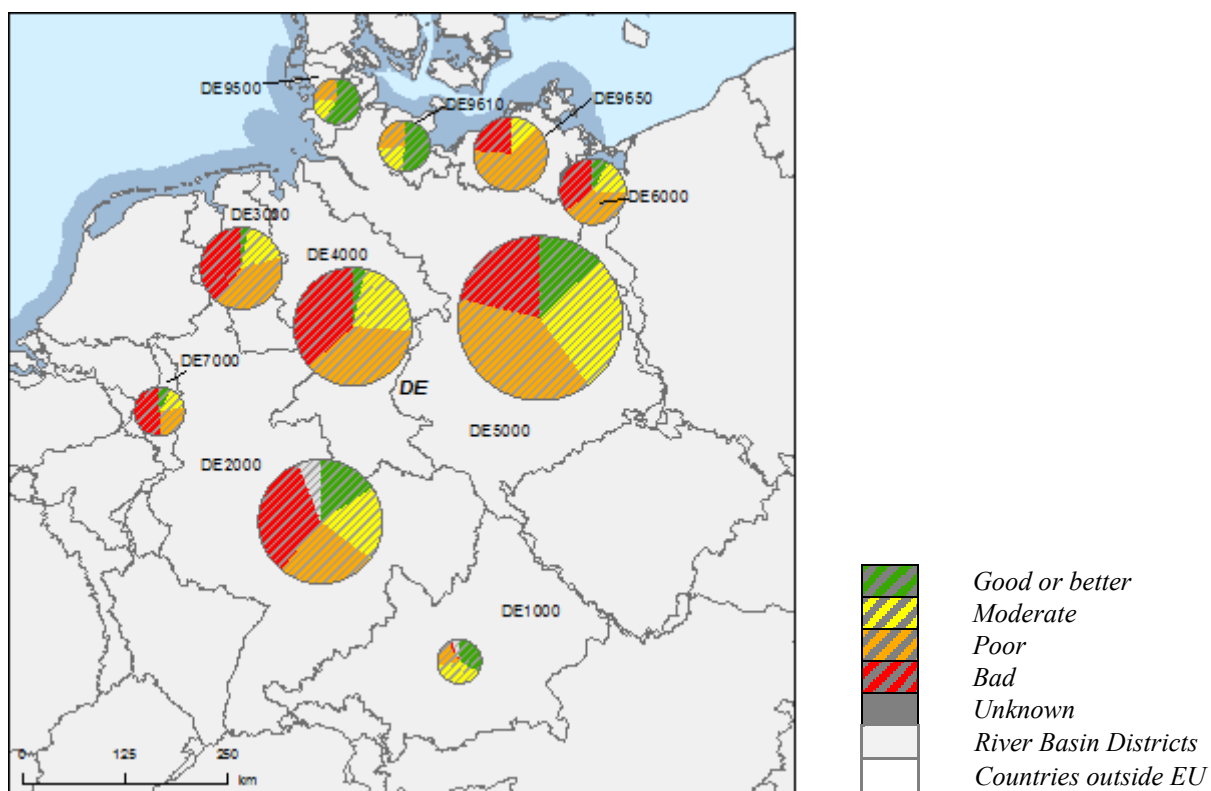 DE9500
DE9610
DE9650
DE6000
DE3000
DE4000
DE7000
DE
DE5000
DE2000
DE1000
0 125 250
km
Good or better
Moderate
Poor
Bad
Unknown
River Basin Districts
Countries outside EU